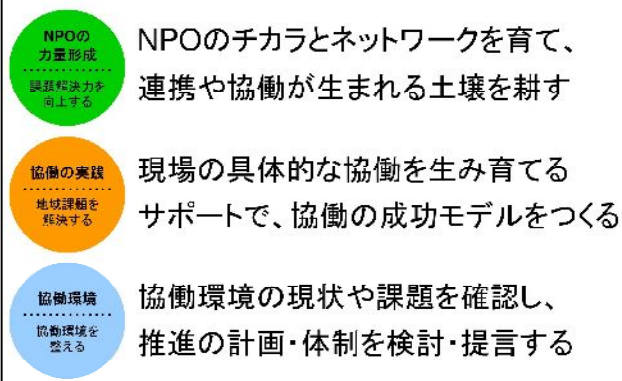 NPOの
力量形成
課題解決力を
向上する
NPOのチカラとネットワークを育て、
連携や協働が生まれる土壌を耕す
協働の実践
地域課題を
解決する
現場の具体的な協働を生み育てる
サポートで、協働の成功モデルをつくる
協働環境
協働環境を
整える
協働環境の現状や課題を確認し、
推進の計画・体制を検討・提言する